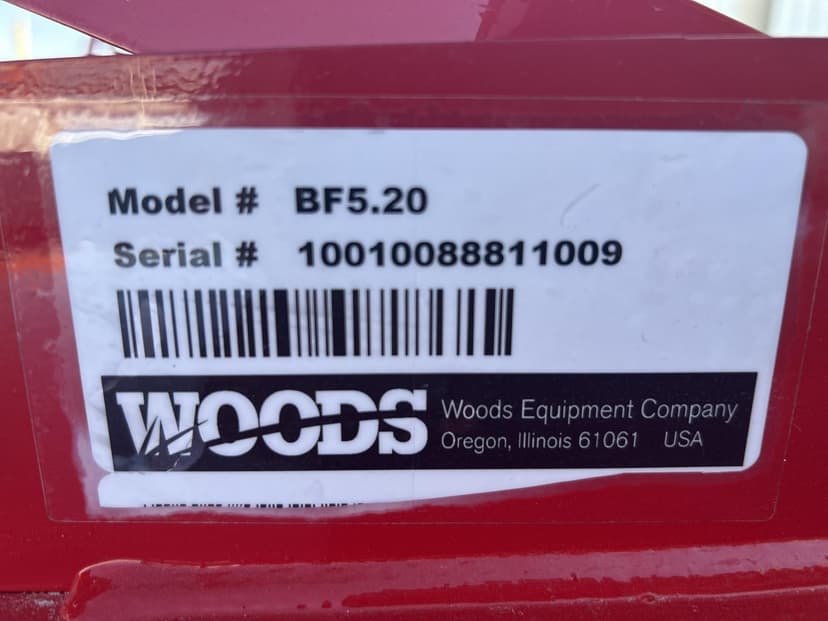 Model # BF5.20
Serial # 10010088811009
WOODS
Woods Equipment Company
Oregon, Illinois 61061 USA